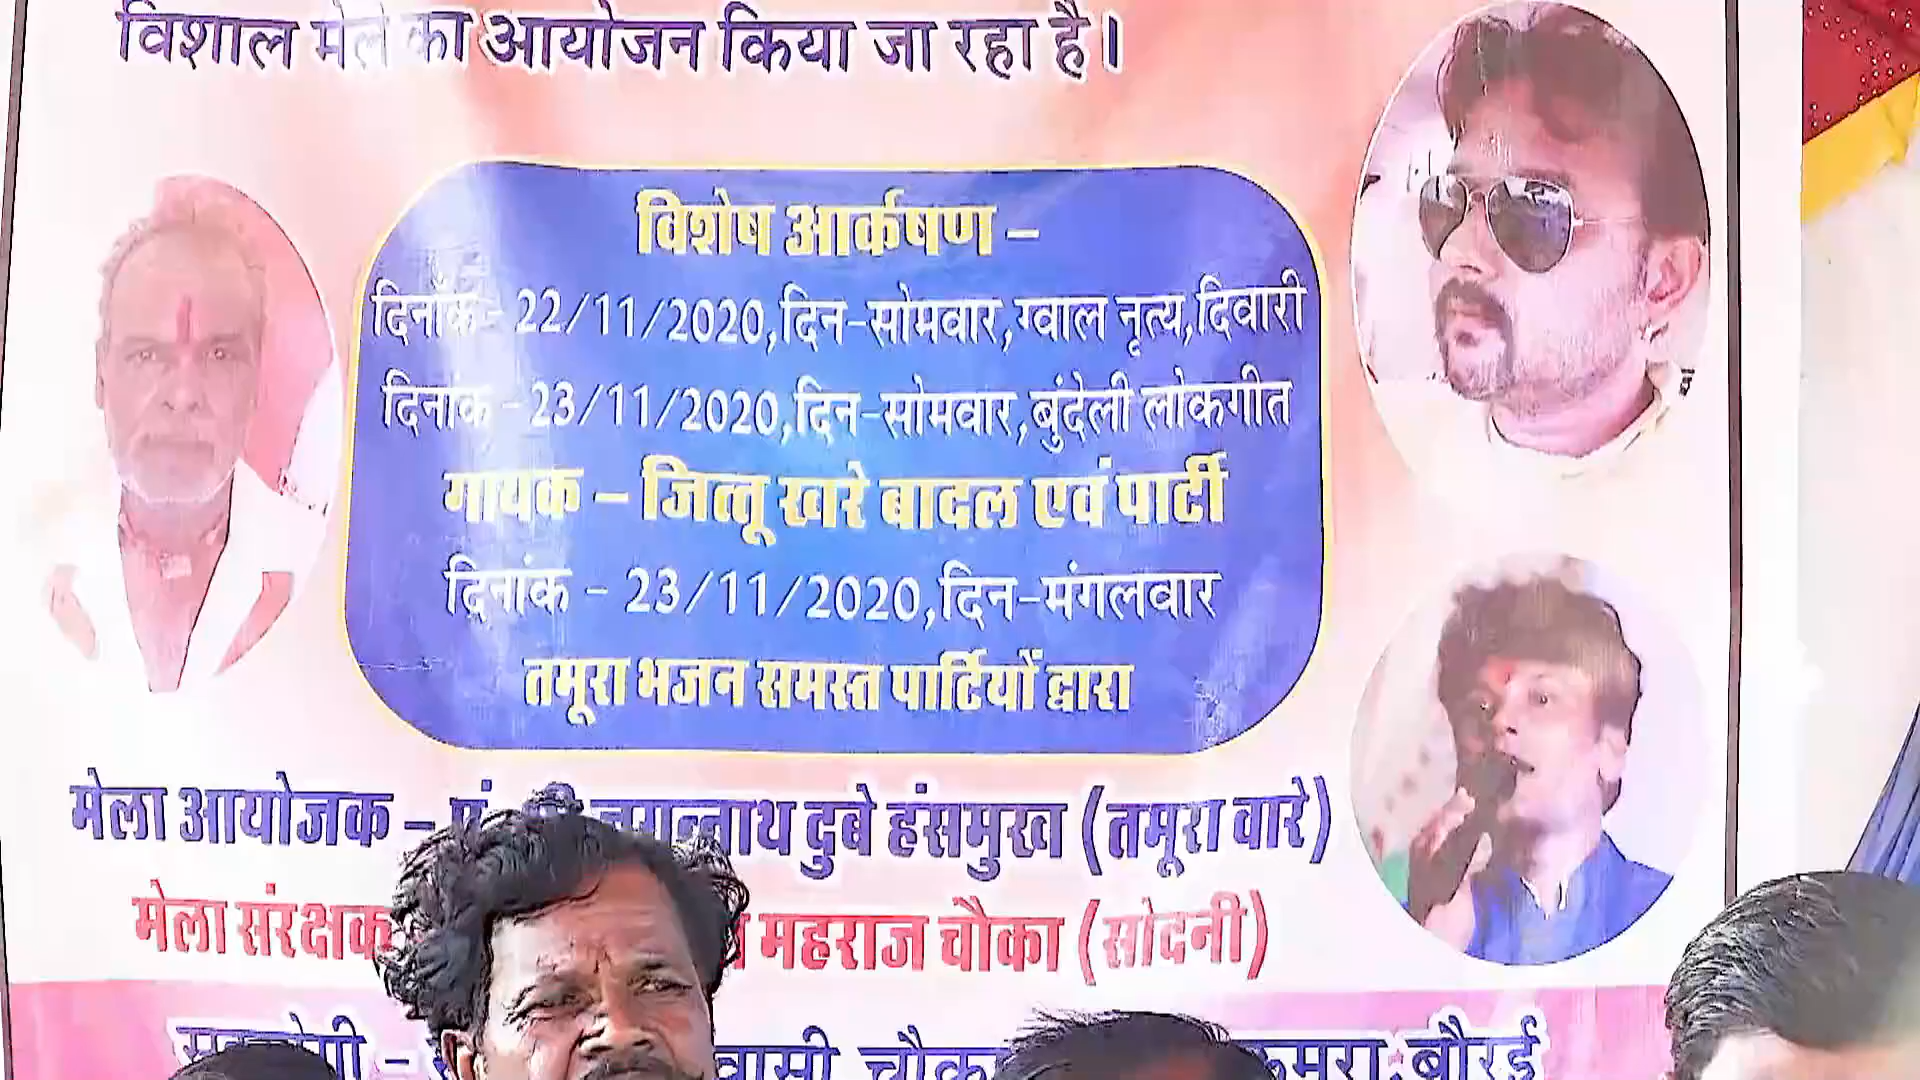 विशाल मेले का आयोजन किया जा रहा है।
विशेष आर्कषण –
दिनाँक - 22/11/2020,दिन-सोमवार,ग्वाल नृत्य,दिवारी
दिनांक - 23/11/2020,दिन-सोमवार,बुंदेली लोकगीत
गायक – जित्तू खरे बादल एवं पार्टी
दिनांक - 23/11/2020,दिन-मंगलवार
तमूरा भजन समस्त पार्टियों द्वारा
मेला आयोजक – दुबे हंसमुख (तमूरा वारे)
मेला संरक्षक महराज चौका (सोदनी)